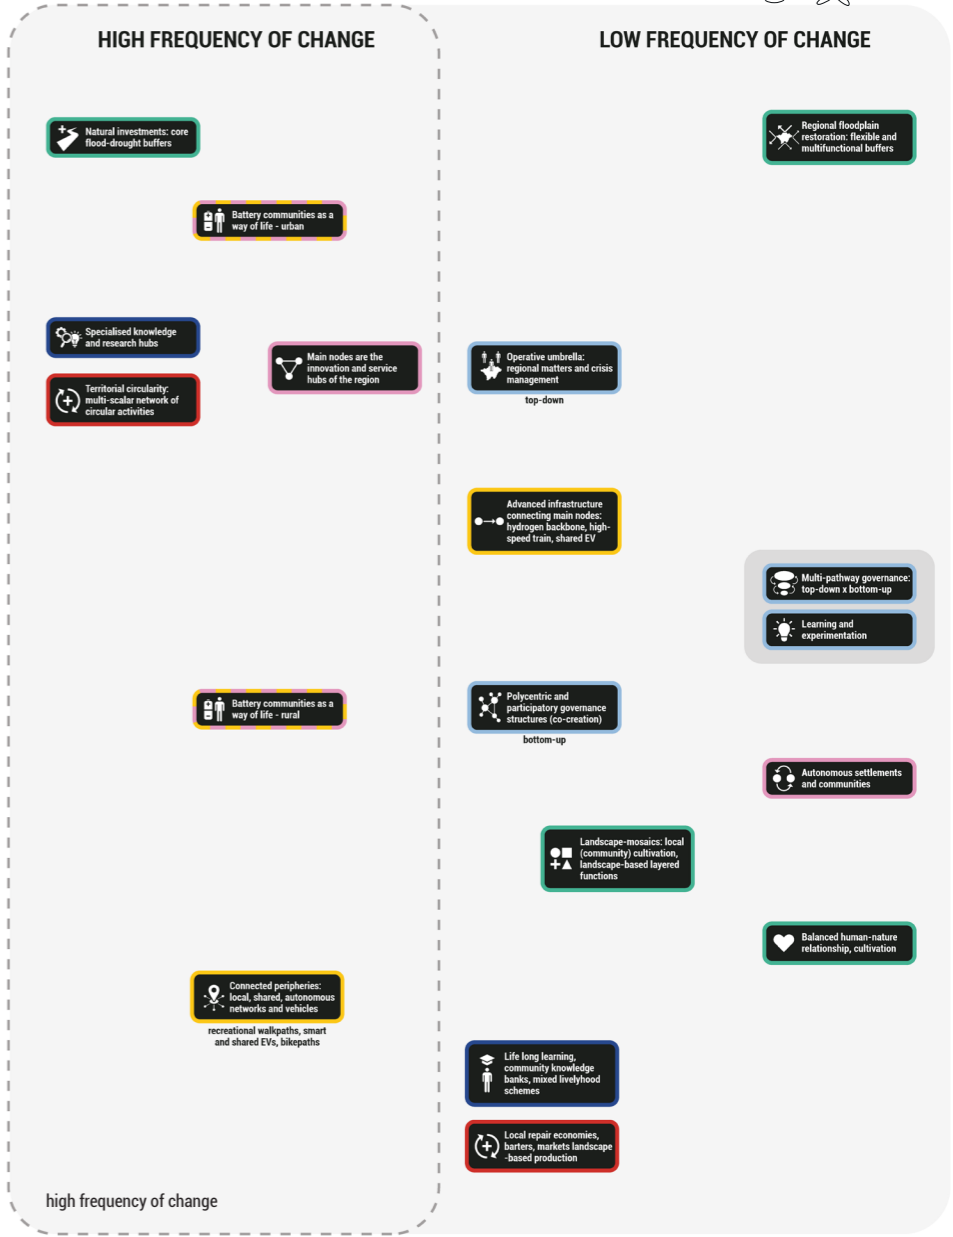 HIGH FREQUENCY OF CHANGE
LOW FREQUENCY OF CHANGE
Natural investments: core
flood-drought buffers
Regional floodplain
restoration: flexible and
multifunctional buffers
Battery communities as a
way of life - urban
Specialised knowledge
and research hubs
Main nodes are the
innovation and service
hubs of the region
Operative umbrella:
regional matters and crisis
management
top-down
Territorial circularity:
multi-scalar network of
circular activities
Advanced infrastructure
connecting main nodes:
hydrogen backbone, high-
speed train, shared EV
Multi-pathway governance:
top-down x bottom-up
Learning and
experimentation
Battery communities as a
way of life - rural
Polycentric and
participatory governance
structures (co-creation)
bottom-up
Autonomous settlements
and communities
Landscape-mosaics: local
(community) cultivation,
landscape-based layered
functions
Balanced human-nature
relationship, cultivation
Connected peripheries:
local, shared, autonomous
networks and vehicles
recreational walkpaths, smart
and shared EVs, bikepaths
Life long learning,
community knowledge
banks, mixed livelyhood
schemes
Local repair economies,
barters, markets landscape
-based production
high frequency of change